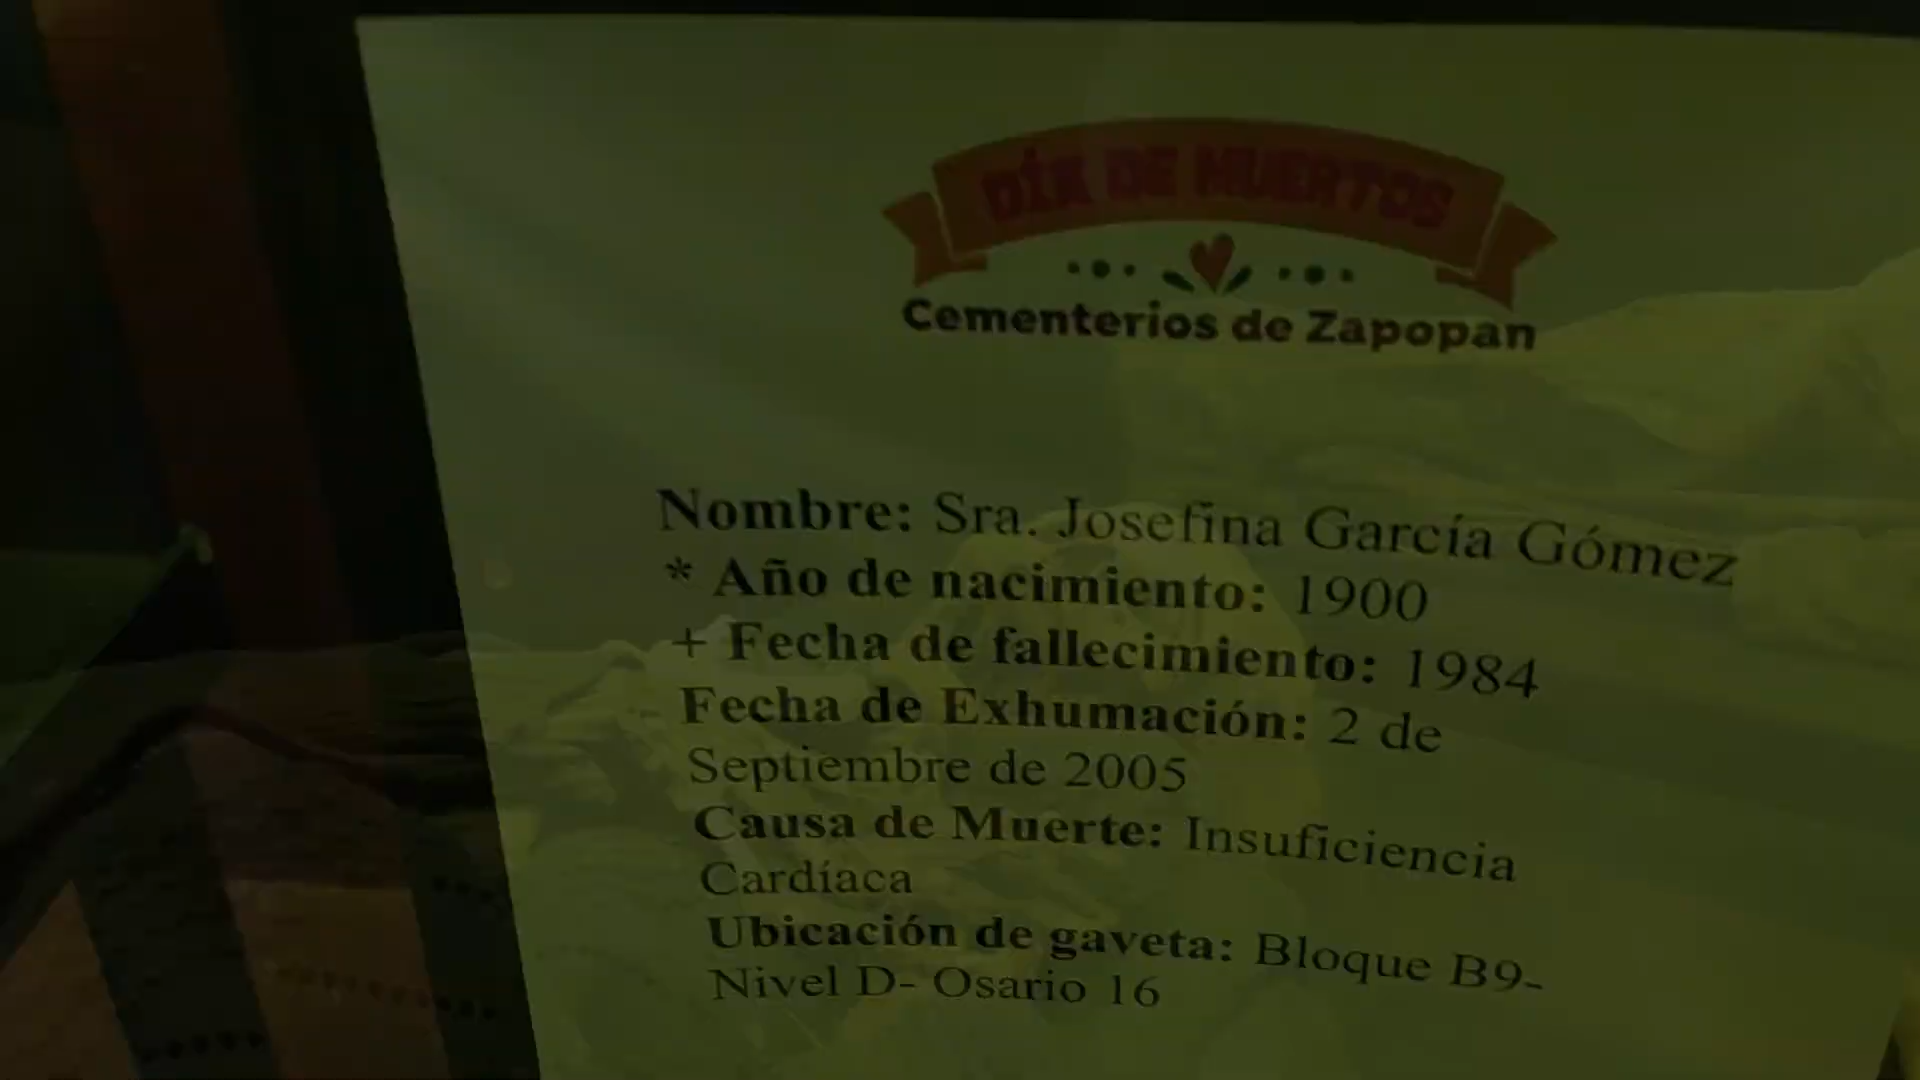 DÍA DE MUERTOS
Cementerios de Zapopan
Nombre: Sra. Josefina García Gómez
* Año de nacimiento: 1900
+ Fecha de fallecimiento: 1984
Fecha de Exhumación: 2 de
Septiembre de 2005
Causa de Muerte: Insuficiencia
Cardíaca
Ubicación de gaveta: Bloque B9-
Nivel D- Osario 16